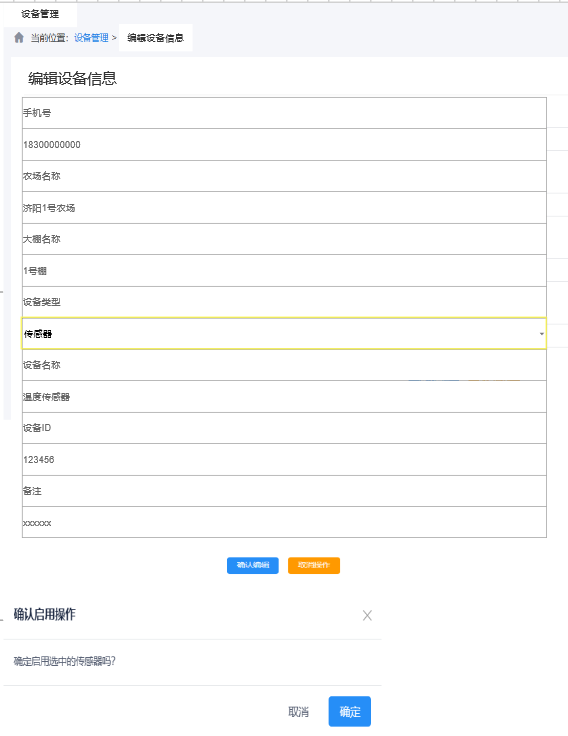 设备管理
当前位置: 设备管理 > 编辑设备信息
编辑设备信息
手机号
18300000000
农场名称
济阳1号农场
大棚名称
1号棚
设备类型
传感器
设备名称
温度传感器
设备ID
123456
备注
xxxxxx
确认编辑 取消操作
确认启用操作
确定启用选中的传感器吗?
取消 确定